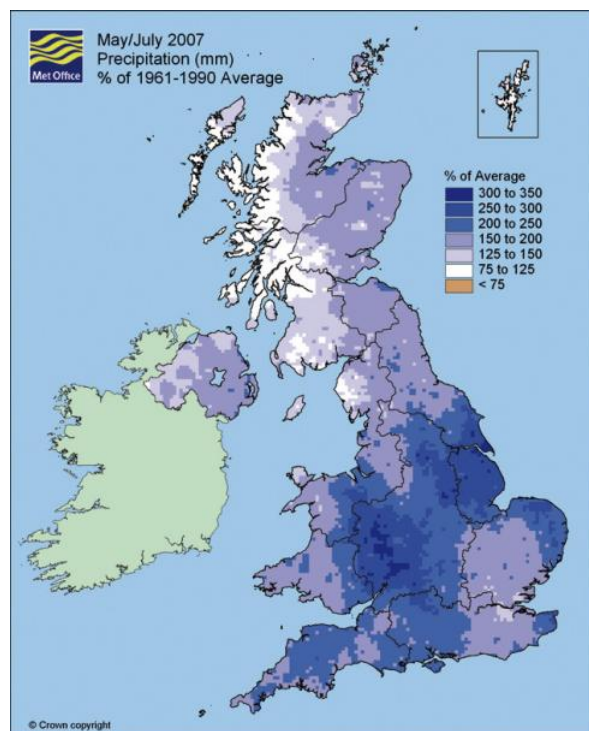 Met Office
May/July 2007
Precipitation (mm)
% of 1961-1990 Average
% of Average
300 to 350
250 to 300
200 to 250
150 to 200
125 to 150
75 to 125
< 75
© Crown copyright